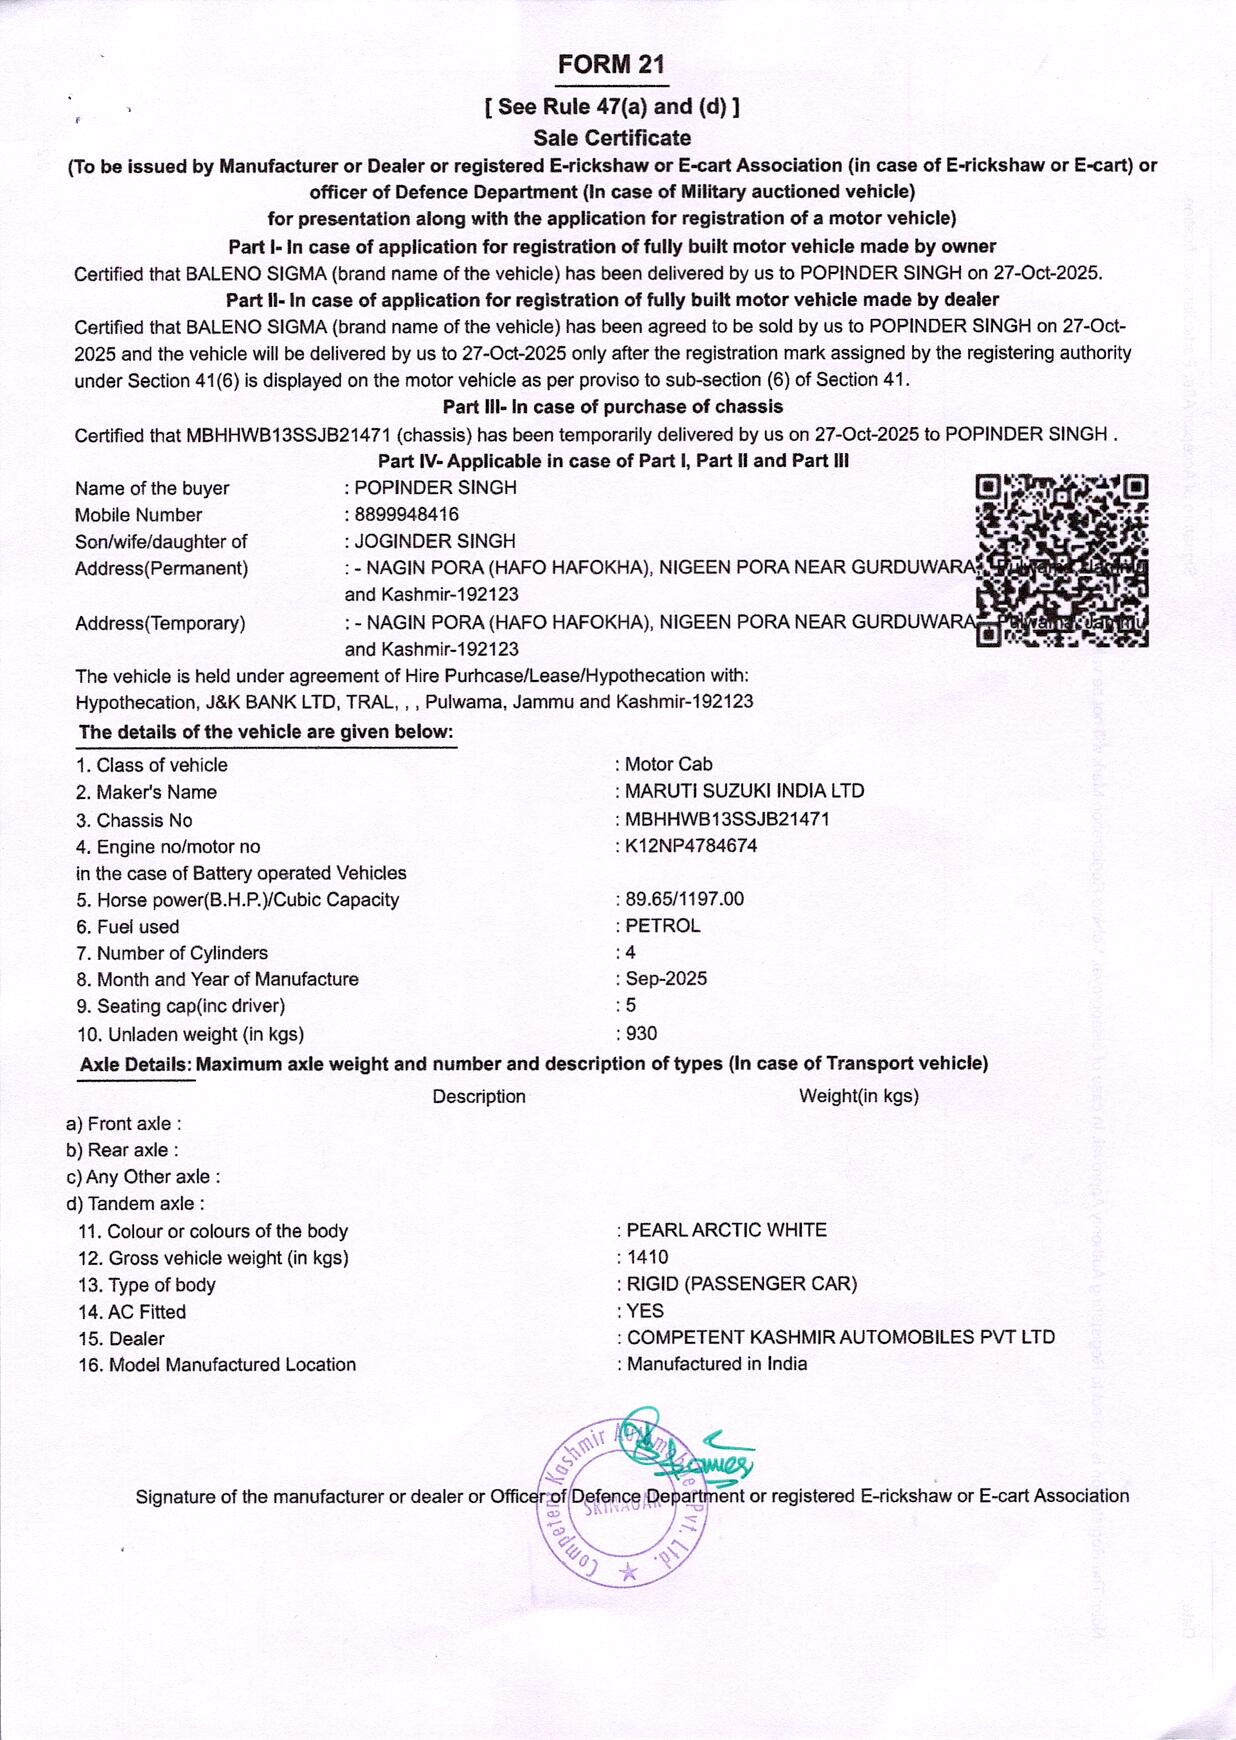 FORM 21
[ See Rule 47(a) and (d) ]
Sale Certificate
(To be issued by Manufacturer or Dealer or registered E-rickshaw or E-cart Association (in case of E-rickshaw or E-cart) or
officer of Defence Department (In case of Military auctioned vehicle)
for presentation along with the application for registration of a motor vehicle)
Part I- In case of application for registration of fully built motor vehicle made by owner
Certified that BALENO SIGMA (brand name of the vehicle) has been delivered by us to POPINDER SINGH on 27-Oct-2025.
Part II- In case of application for registration of fully built motor vehicle made by dealer
Certified that BALENO SIGMA (brand name of the vehicle) has been agreed to be sold by us to POPINDER SINGH on 27-Oct-
2025 and the vehicle will be delivered by us to 27-Oct-2025 only after the registration mark assigned by the registering authority
under Section 41(6) is displayed on the motor vehicle as per proviso to sub-section (6) of Section 41.
Part III- In case of purchase of chassis
Certified that MBHHWB13SSJB21471 (chassis) has been temporarily delivered by us on 27-Oct-2025 to POPINDER SINGH .
Part IV- Applicable in case of Part I, Part II and Part III
Name of the buyer : POPINDER SINGH
Mobile Number : 8899948416
Son/wife/daughter of : JOGINDER SINGH
Address(Permanent) : - NAGIN PORA (HAFO HAFOKHA), NIGEEN PORA NEAR GURDUWARA, , Pulwama, Jammu
and Kashmir-192123
Address(Temporary) : - NAGIN PORA (HAFO HAFOKHA), NIGEEN PORA NEAR GURDUWARA, , Pulwama, Jammu
and Kashmir-192123
The vehicle is held under agreement of Hire Purhcase/Lease/Hypothecation with:
Hypothecation, J&K BANK LTD, TRAL, , , Pulwama, Jammu and Kashmir-192123
The details of the vehicle are given below:
1. Class of vehicle : Motor Cab
2. Maker's Name : MARUTI SUZUKI INDIA LTD
3. Chassis No : MBHHWB13SSJB21471
4. Engine no/motor no : K12NP4784674
in the case of Battery operated Vehicles
5. Horse power(B.H.P.)/Cubic Capacity : 89.65/1197.00
6. Fuel used : PETROL
7. Number of Cylinders : 4
8. Month and Year of Manufacture : Sep-2025
9. Seating cap(inc driver) : 5
10. Unladen weight (in kgs) : 930
Axle Details: Maximum axle weight and number and description of types (In case of Transport vehicle)
Description Weight(in kgs)
a) Front axle :
b) Rear axle :
c) Any Other axle :
d) Tandem axle :
11. Colour or colours of the body : PEARL ARCTIC WHITE
12. Gross vehicle weight (in kgs) : 1410
13. Type of body : RIGID (PASSENGER CAR)
14. AC Fitted : YES
15. Dealer : COMPETENT KASHMIR AUTOMOBILES PVT LTD
16. Model Manufactured Location : Manufactured in India
Competent Kashmir Automobiles Pvt. Ltd.
SRINAGAR
Signature of the manufacturer or dealer or Officer of Defence Department or registered E-rickshaw or E-cart Association